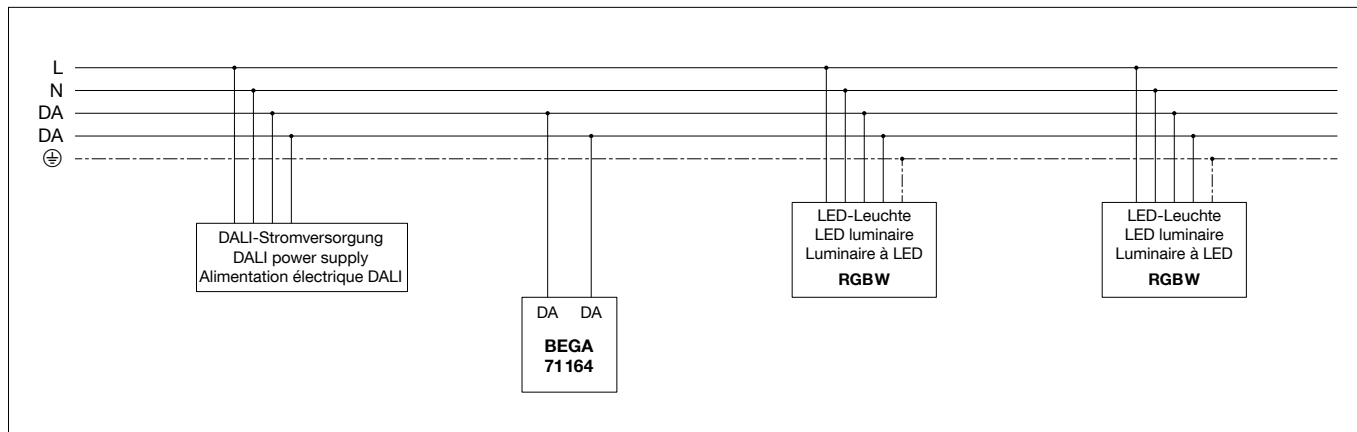 L
N
DA
DA
DALI-Stromversorgung
DALI power supply
Alimentation électrique DALI
DA DA
BEGA
71164
LED-Leuchte
LED luminaire
Luminaire à LED
RGBW
LED-Leuchte
LED luminaire
Luminaire à LED
RGBW